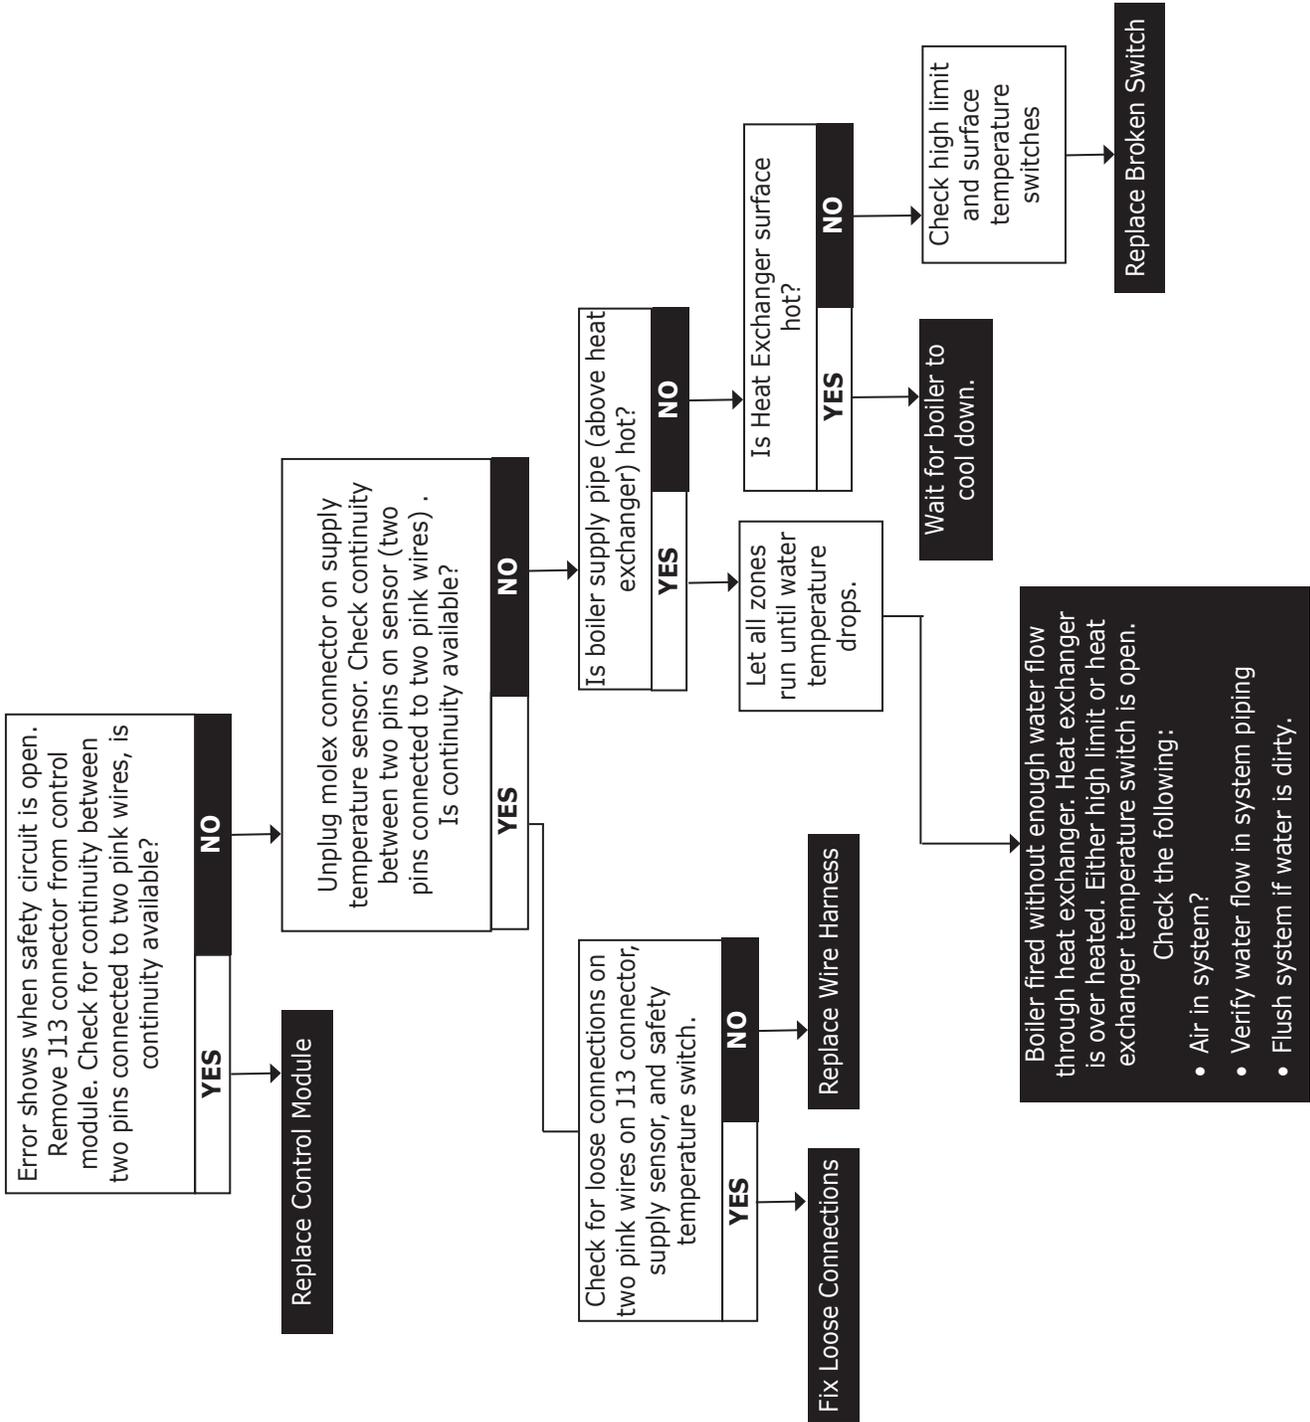 Error shows when safety circuit is open.
Remove J13 connector from control
module. Check for continuity between
two pins connected to two pink wires, is
continuity available?
YES
NO
Replace Control Module
Unplug molex connector on supply
temperature sensor. Check continuity
between two pins on sensor (two
pins connected to two pink wires) .
Is continuity available?
YES
NO
Check for loose connections on
two pink wires on J13 connector,
supply sensor, and safety
temperature switch.
YES
NO
Fix Loose Connections
Replace Wire Harness
Is boiler supply pipe (above heat
exchanger) hot?
YES
NO
Let all zones
run until water
temperature
drops.
Boiler fired without enough water flow
through heat exchanger. Heat exchanger
is over heated. Either high limit or heat
exchanger temperature switch is open.
Check the following:
• Air in system?
• Verify water flow in system piping
• Flush system if water is dirty.
Is Heat Exchanger surface
hot?
YES
NO
Wait for boiler to
cool down.
Check high limit
and surface
temperature
switches
Replace Broken Switch